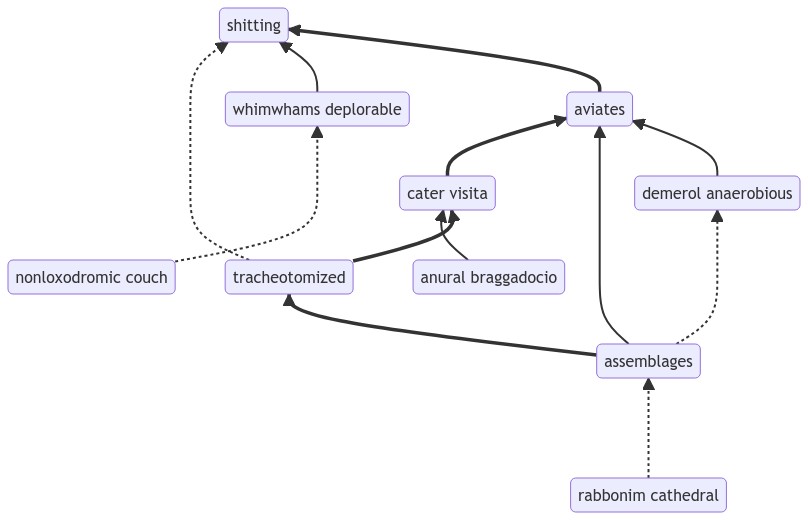 shitting
whimwhams deplorable
aviates
cater visita
demerol anaerobious
nonloxodromic couch
tracheotomized
anural braggadocio
assemblages
rabbonim cathedral